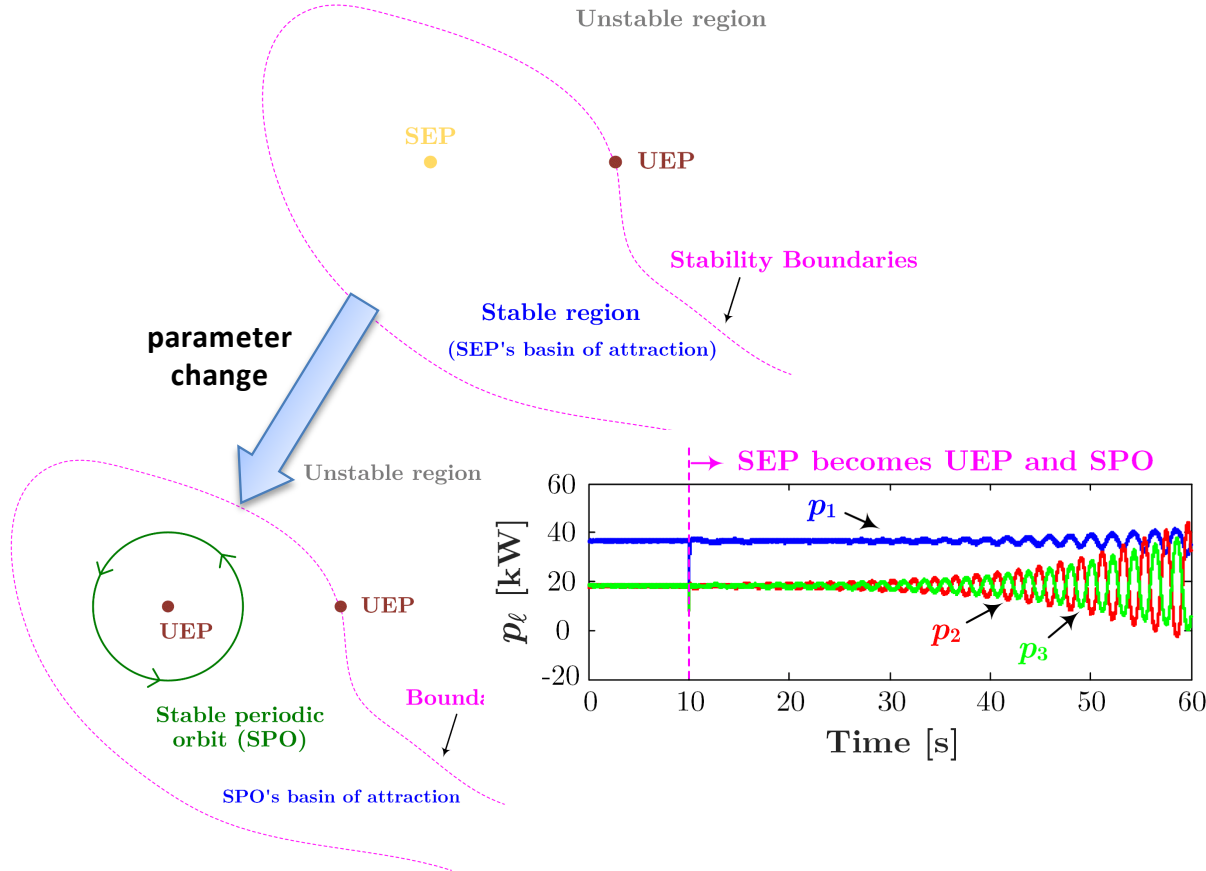 Unstable region
SEP
UEP
Stability Boundaries
Stable region
(SEP's basin of attraction)
parameter
change
Unstable region
UEP
UEP
Stable periodic
orbit (SPO)
SPO's basin of attraction
SEP becomes UEP and SPO
60
40
20
0
-20
pℓ [kW]
p1
p2
p3
0
10
20
30
40
50
60
Time [s]